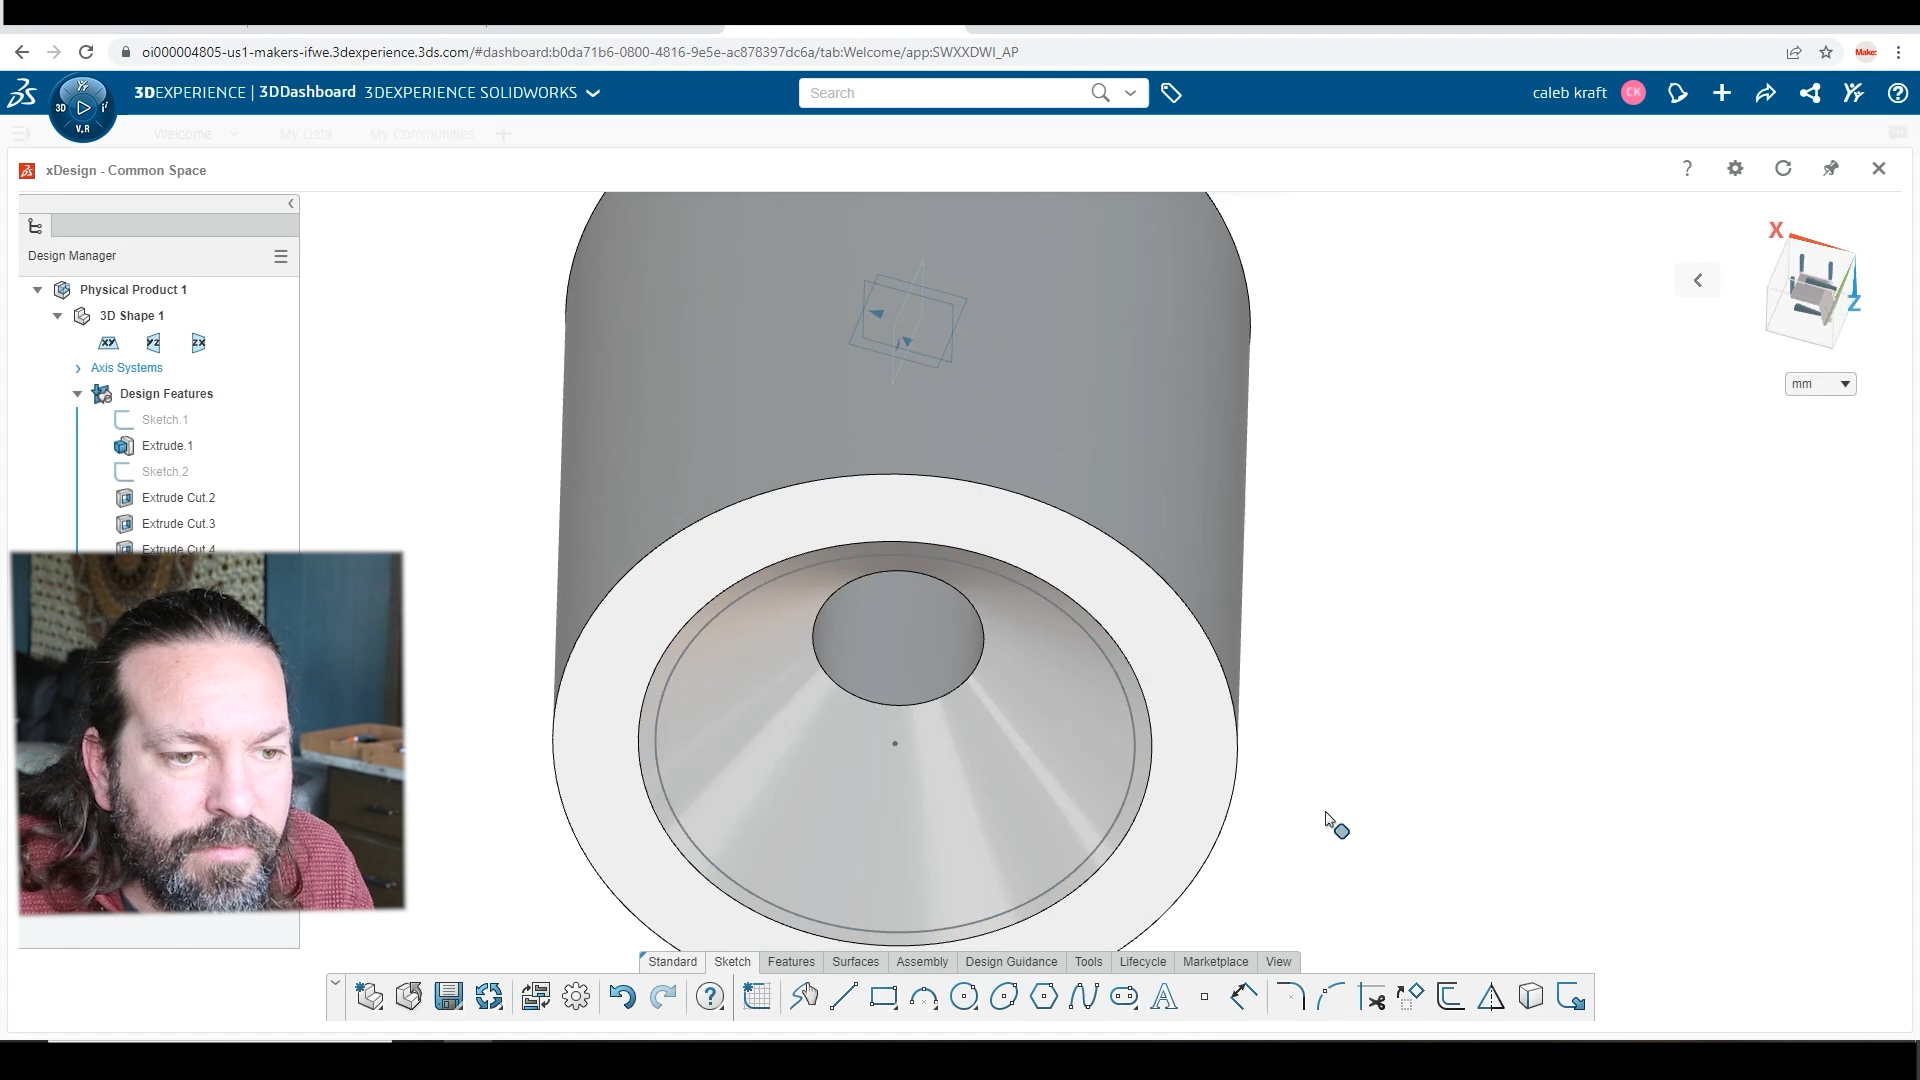 oi000004805-us1-makers-ifwe.3dexperience.3ds.com/#dashboard:b0da71b6-0800-4816-9e5e-ac878397dc6a/tab:Welcome/app:SWXXDWI_AP
Make:
3DEXPERIENCE | 3DDashboard 3DEXPERIENCE SOLIDWORKS
Search
caleb kraft
CK
3D
V.R
Welcome
My Data
My Communities
xDesign - Common Space
Design Manager
Physical Product 1
3D Shape 1
XY YZ ZX
Axis Systems
Design Features
Sketch.1
Extrude.1
Sketch.2
Extrude Cut.2
Extrude Cut.3
Extrude Cut.4
X
Z
mm
Standard Sketch Features Surfaces Assembly Design Guidance Tools Lifecycle Marketplace View